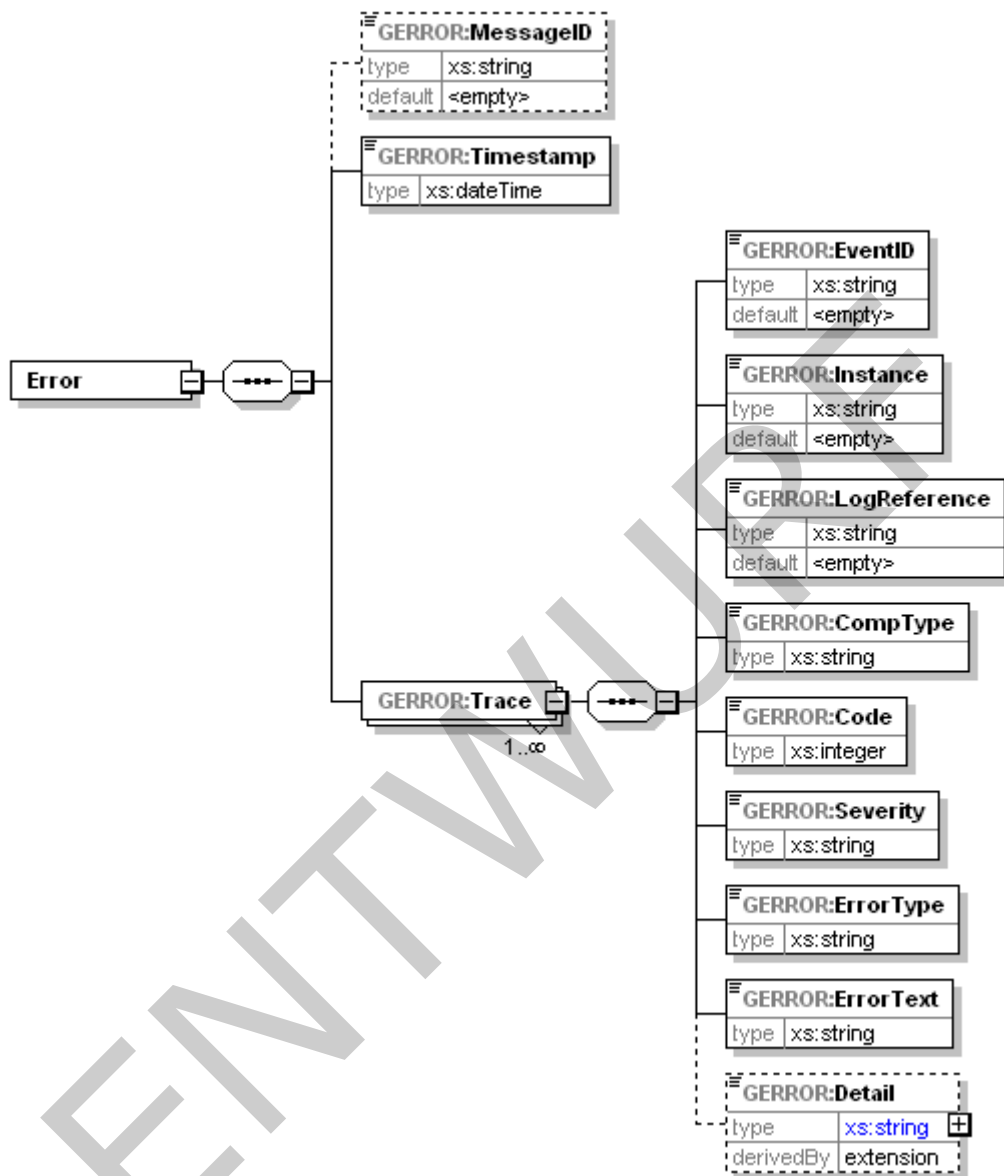 GERROR:MessageID
type xs:string
default <empty>
GERROR:Timestamp
type xs:dateTime
GERROR:EventID
type xs:string
default <empty>
Error
GERROR:Instance
type xs:string
default <empty>
GERROR:LogReference
type xs:string
default <empty>
GERROR:CompType
type xs:string
GERROR:Trace
1..∞
GERROR:Code
type xs:integer
GERROR:Severity
type xs:string
GERROR:ErrorType
type xs:string
GERROR:ErrorText
type xs:string
GERROR:Detail
type xs:string
derivedBy extension
ENTWURF